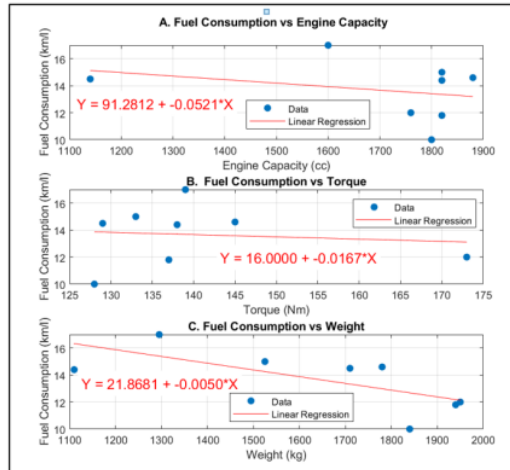 A. Fuel Consumption vs Engine Capacity
Fuel Consumption (km/l)
16
14
12
10
Y = 91.2812 + -0.0521*X
Data
Linear Regression
1100 1200 1300 1400 1500 1600 1700 1800 1900
Engine Capacity (cc)
B. Fuel Consumption vs Torque
Fuel Consumption (km/l)
16
14
12
10
Data
Linear Regression
Y = 16.0000 + -0.0167*X
125 130 135 140 145 150 155 160 165 170 175
Torque (Nm)
C. Fuel Consumption vs Weight
Fuel Consumption (km/l)
16
14
12
10
Y = 21.8681 + -0.0050*X
Data
Linear Regression
1100 1200 1300 1400 1500 1600 1700 1800 1900 2000
Weight (kg)